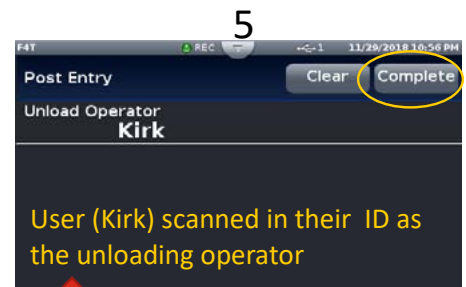 5
F4T REC 1 11/29/2018 10:56 PM
Post Entry Clear Complete
Unload Operator
Kirk
User (Kirk) scanned in their ID as
the unloading operator